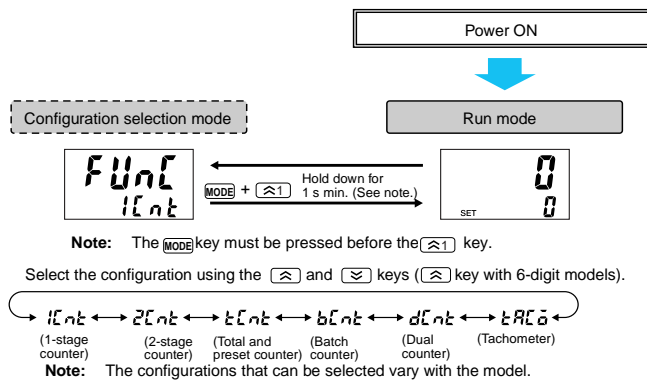 Power ON
Configuration selection mode
Run mode
FUnC
1Cnt
MODE + 1
Hold down for
1 s min. (See note.)
0
SET 0
Note: The MODE key must be pressed before the 1 key.
Select the configuration using the and keys ( key with 6-digit models).
1Cnt 2Cnt tCnt bCnt dCnt tACo
(1-stage counter) (2-stage counter) (Total and preset counter) (Batch counter) (Dual counter) (Tachometer)
Note: The configurations that can be selected vary with the model.